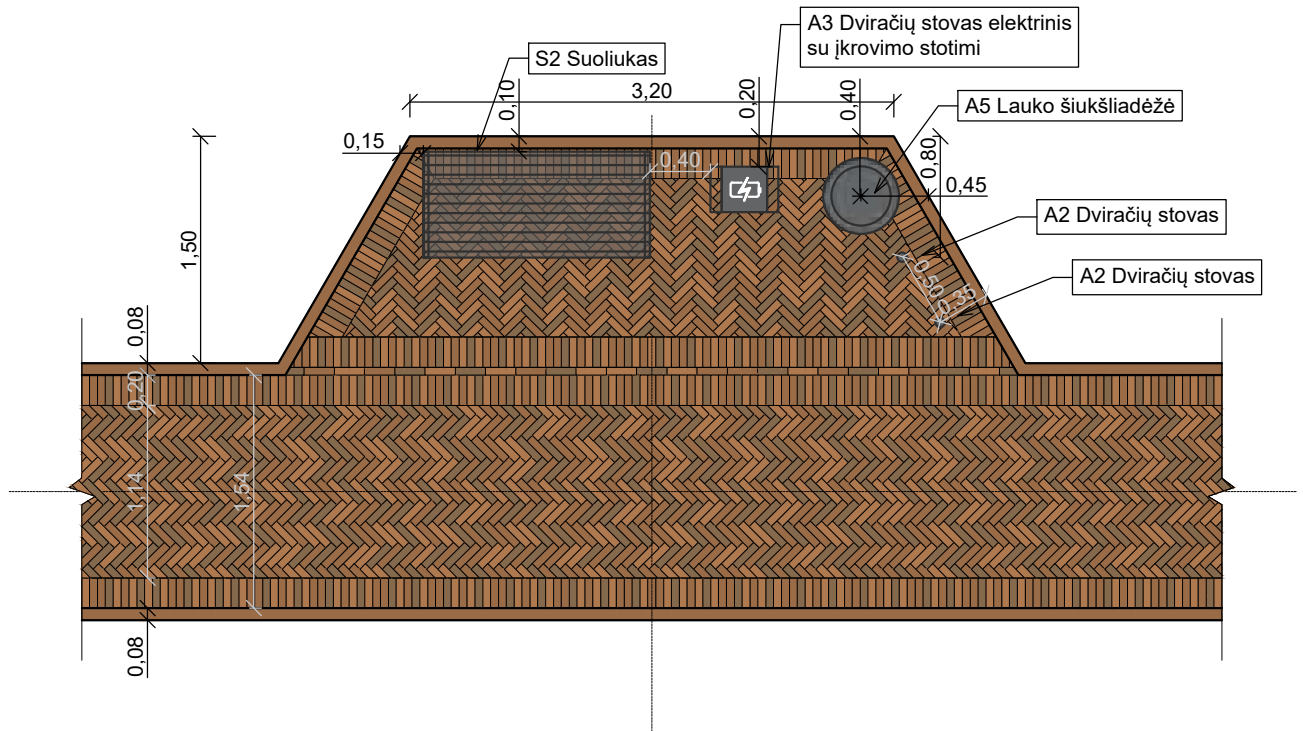 A3 Dviračių stovas elektrinis
su įkrovimo stotimi
S2 Suoliukas
3,20
0,10
0,20
0,40
A5 Lauko šiukšliadėžė
0,15
0,40
0,80
0,45
A2 Dviračių stovas
1,50
0,50
0,35
A2 Dviračių stovas
0,08
0,20
1,14
1,54
0,08